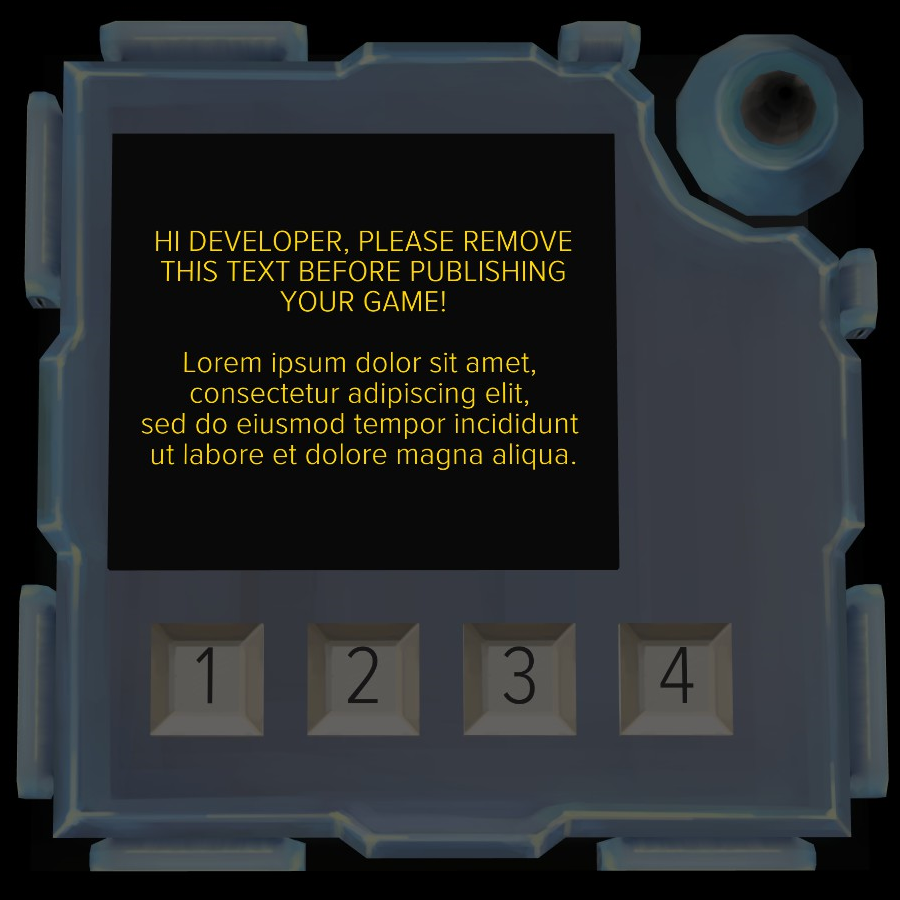 HI DEVELOPER, PLEASE REMOVE
THIS TEXT BEFORE PUBLISHING
YOUR GAME!
Lorem ipsum dolor sit amet,
consectetur adipiscing elit,
sed do eiusmod tempor incididunt
ut labore et dolore magna aliqua.
1 2 3 4